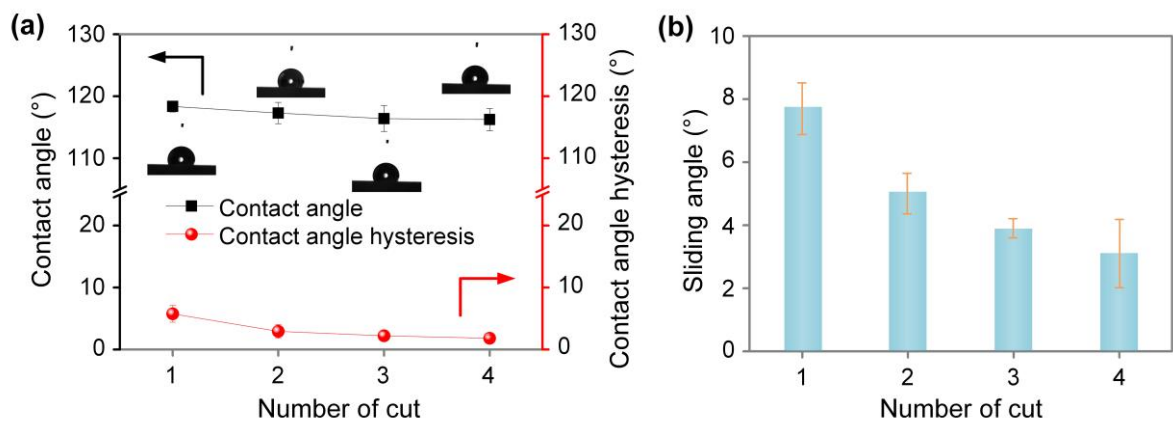 (a)
130
120
110
20
10
0
Contact angle (°)
Contact angle
Contact angle hysteresis
1 2 3 4
Number of cut
130
120
110
20
10
0
Contact angle hysteresis (°)
(b)
10
8
6
4
2
0
Sliding angle (°)
1 2 3 4
Number of cut